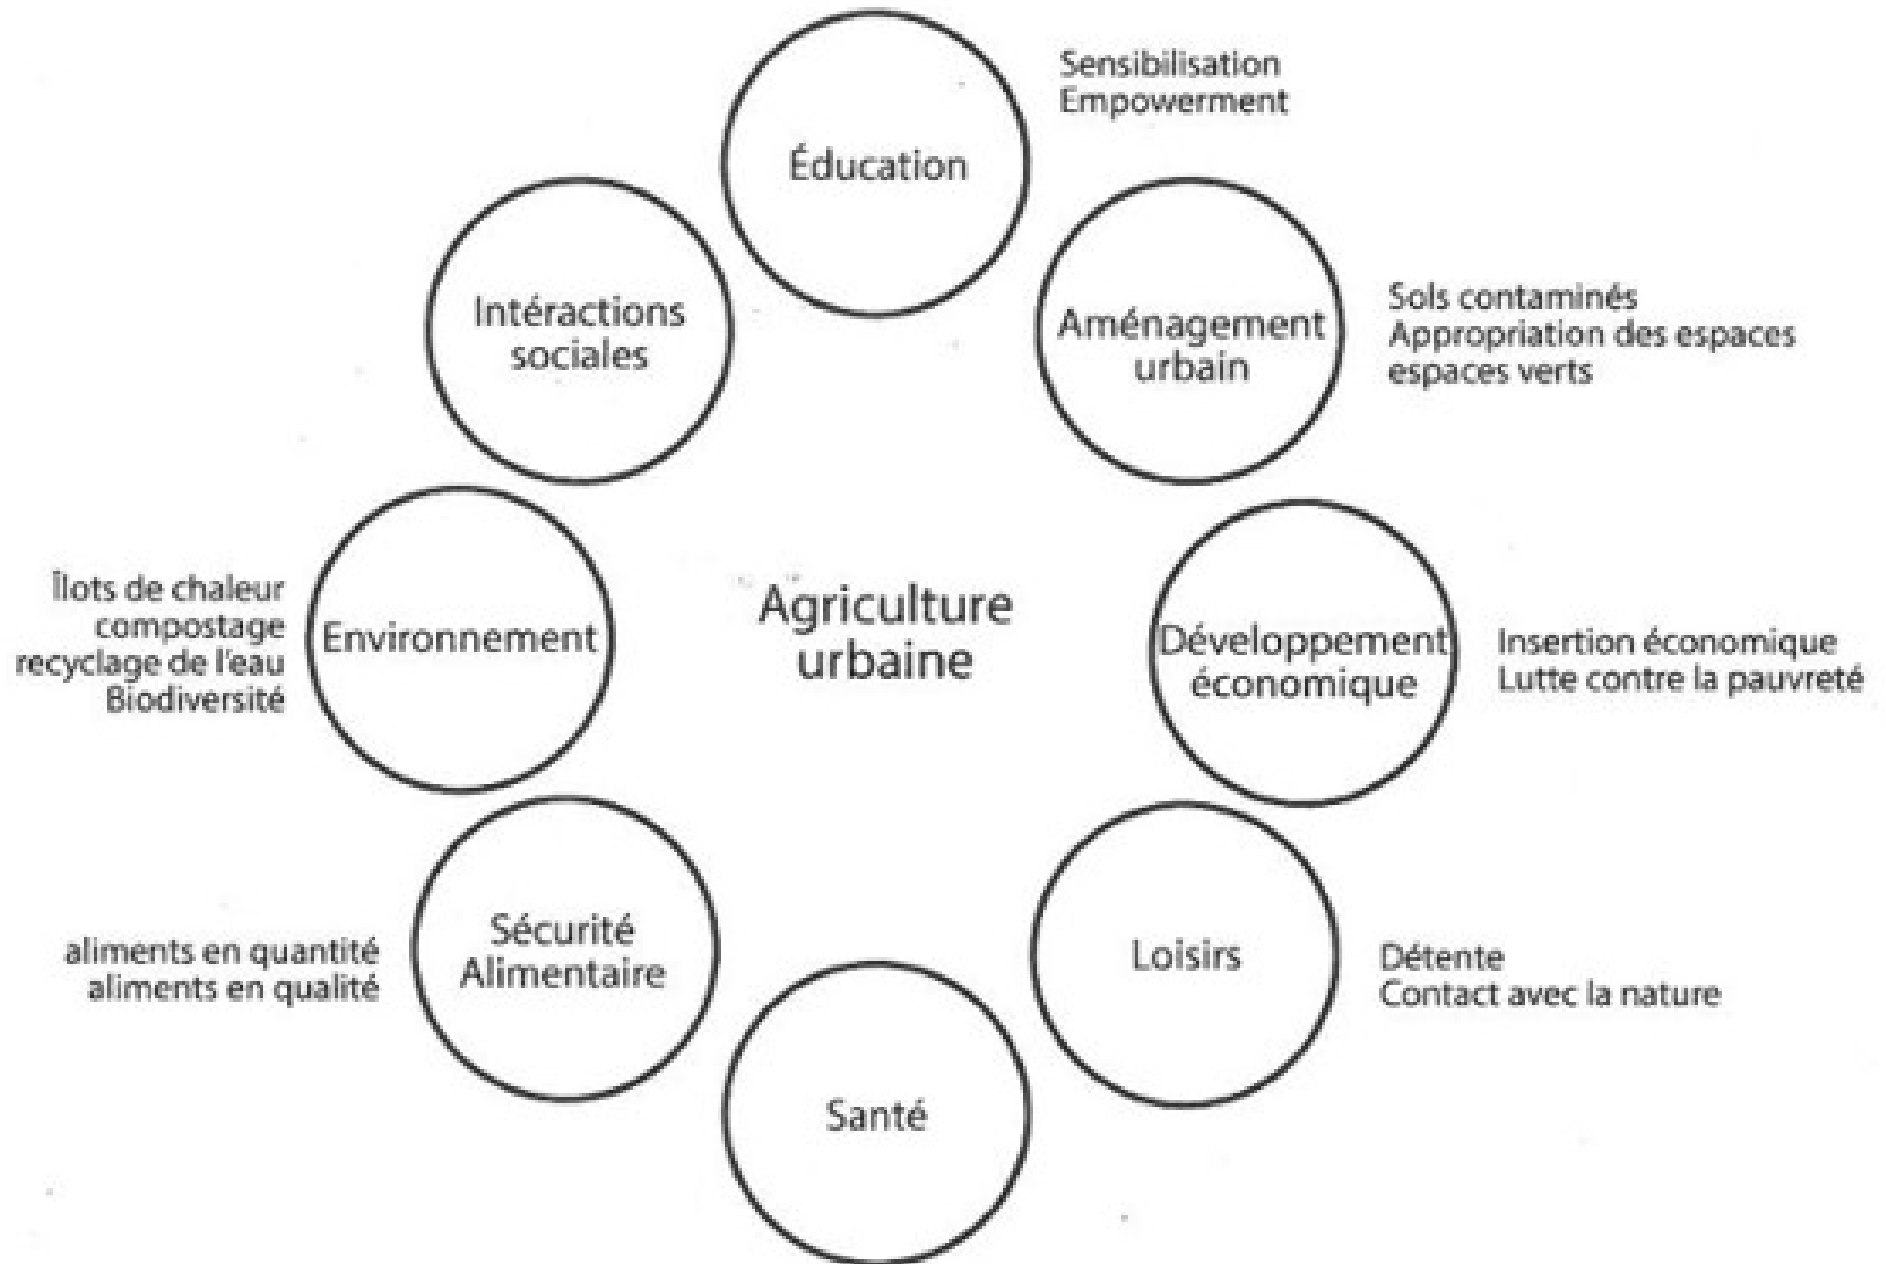 Éducation
Sensibilisation
Empowerment
Intéractions
sociales
Aménagement
urbain
Sols contaminés
Appropriation des espaces
espaces verts
Îlots de chaleur
compostage
recyclage de l'eau
Biodiversité
Environnement
Agriculture
urbaine
Développement
économique
Insertion économique
Lutte contre la pauvreté
aliments en quantité
aliments en qualité
Sécurité
Alimentaire
Loisirs
Détente
Contact avec la nature
Santé